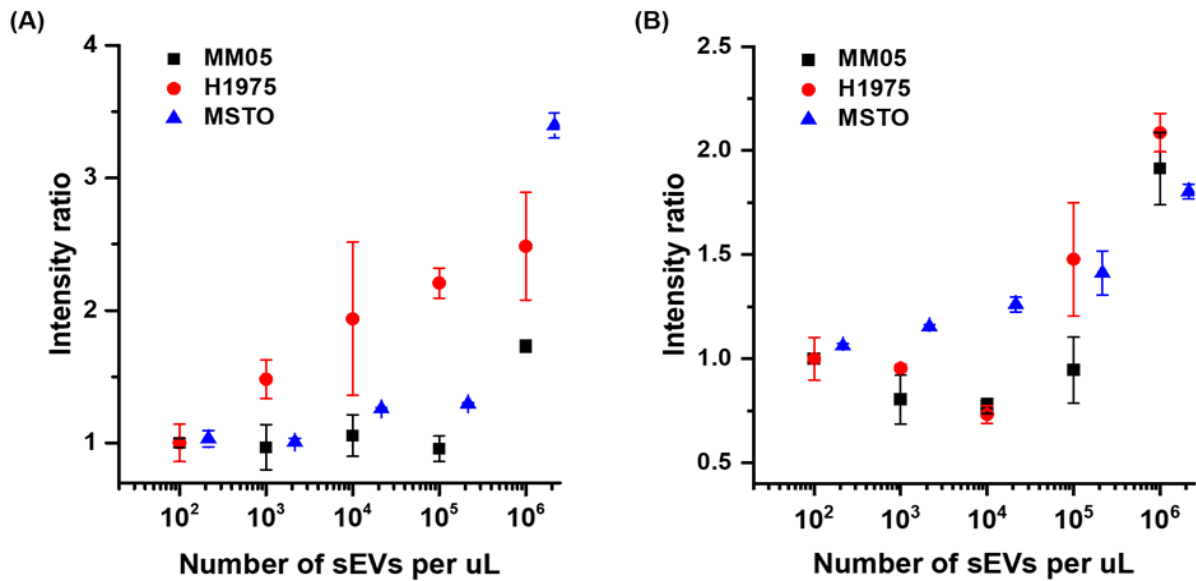 (A)
4
3
2
1
Intensity ratio
MM05
H1975
MSTO
10² 10³ 10⁴ 10⁵ 10⁶
Number of sEVs per uL
(B)
2.5
2.0
1.5
1.0
0.5
Intensity ratio
MM05
H1975
MSTO
10² 10³ 10⁴ 10⁵ 10⁶
Number of sEVs per uL